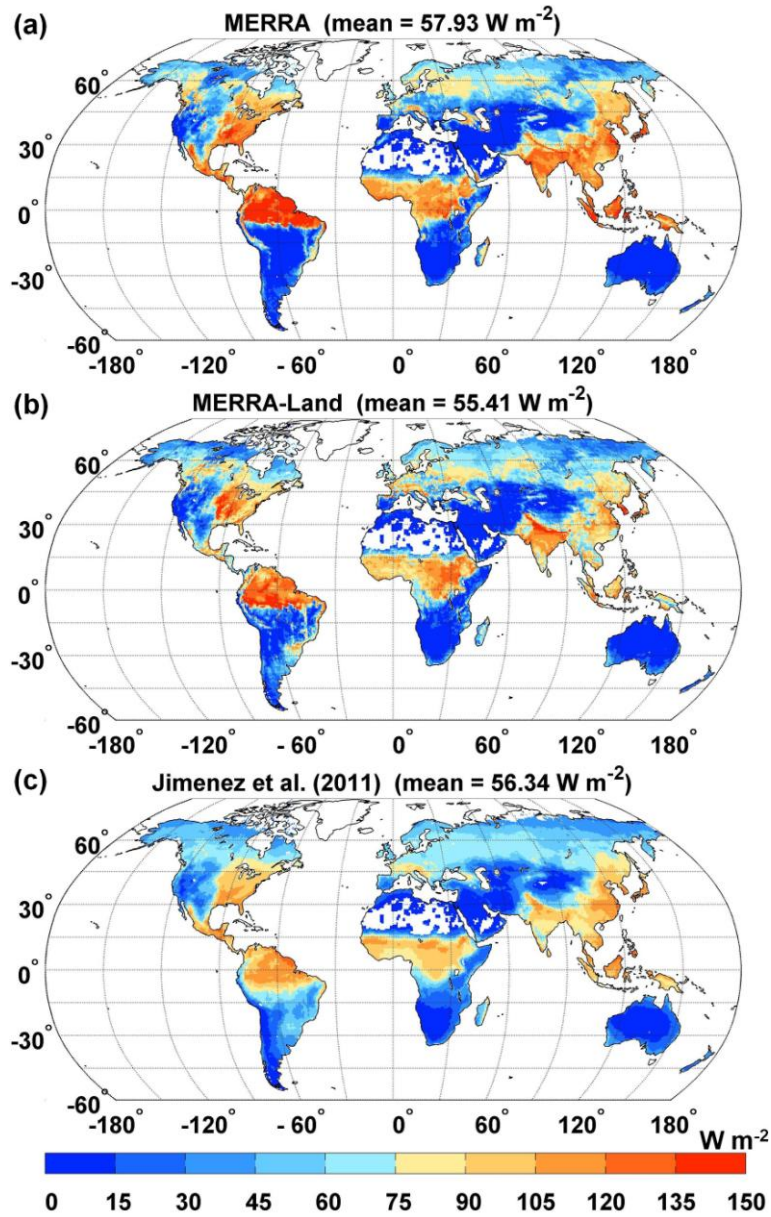 (a) MERRA (mean = 57.93 W m-2)
60°
30°
0°
-30°
-60°
-180° -120° - 60° 0° 60° 120° 180°
(b) MERRA-Land (mean = 55.41 W m-2)
60°
30°
0°
-30°
-60°
-180° -120° - 60° 0° 60° 120° 180°
(c) Jimenez et al. (2011) (mean = 56.34 W m-2)
60°
30°
0°
-30°
-60°
-180° -120° - 60° 0° 60° 120° 180°
W m-2
0 15 30 45 60 75 90 105 120 135 150